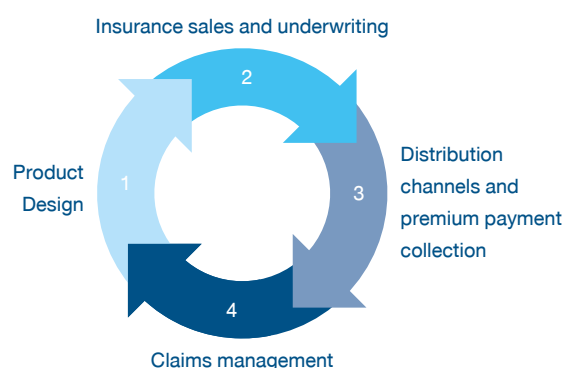 Insurance sales and underwriting
2
Product
Design
1
3
Distribution
channels and
premium payment
collection
4
Claims management